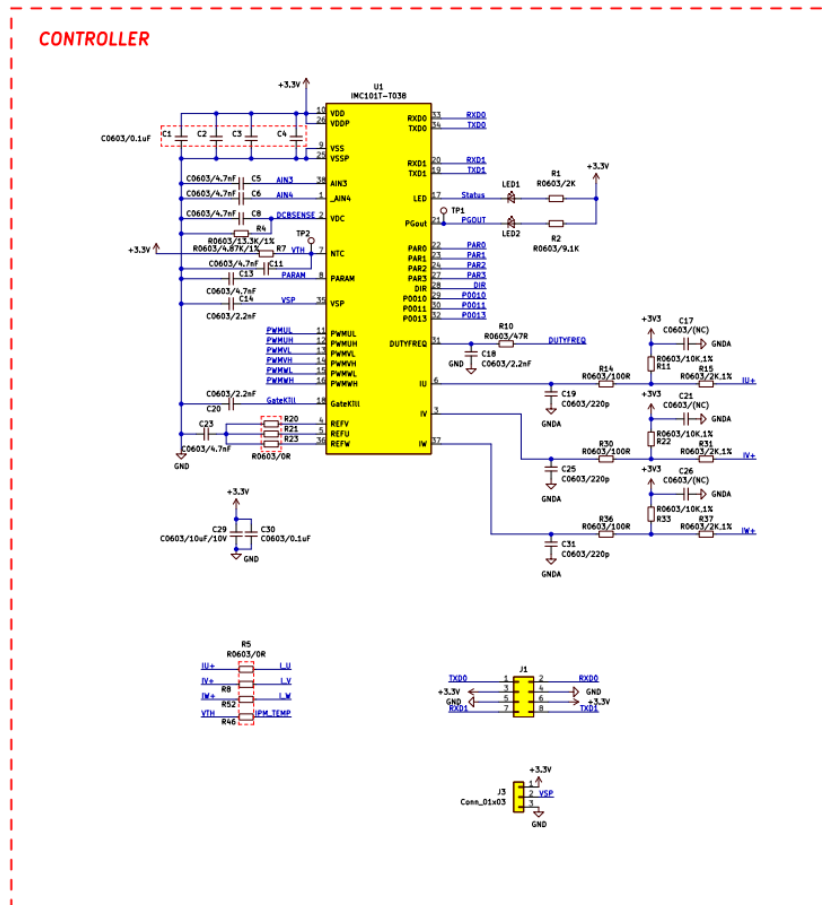 CONTROLLER
+3.3V
U1
IMC101T-T038
C0603/0.1uF
C1
C2
C3
C4
10
VDD
26
VDDP
9
VSS
25
VSSP
C0603/4.7nF
C5
AIN3
38
AIN3
C0603/4.7nF
C6
AIN4
1
_AIN4
C0603/4.7nF
C8
DCBSENSE
2
VDC
R4
R0603/13.3K/1%
TP2
+3.3V
R0603/4.87K/1%
R7
VTH
7
NTC
C0603/4.7nF
C11
C13
PARAM
8
PARAM
C0603/4.7nF
C14
VSP
35
VSP
C0603/2.2nF
PWMUL
11
PWMUL
PWMUH
12
PWMUH
PWMVL
13
PWMVL
PWMVH
14
PWMVH
PWMWL
15
PWMWL
PWMWH
16
PWMWH
C0603/2.2nF
GateKill
18
GateKill
C20
C23
R20
4
REFV
R21
5
REFU
R23
36
REFW
C0603/4.7nF
R0603/0R
GND
RXD0
33
RXD0
TXD0
34
TXD0
RXD1
20
RXD1
TXD1
19
TXD1
LED
17
Status
LED1
R1
R0603/2K
+3.3V
TP1
PGout
21
PGOUT
LED2
R2
R0603/9.1K
PAR0
22
PAR0
PAR1
23
PAR1
PAR2
24
PAR2
PAR3
27
PAR3
DIR
28
DIR
P0010
29
P0010
P0011
30
P0011
P0013
32
P0013
DUTYFREQ
31
R10
R0603/47R
DUTYFREQ
GND
C18
C0603/2.2nF
+3V3
C17
C0603/(NC)
GNDA
IU
6
R14
R0603/100R
R0603/10K,1%
R11
R15
R0603/2K,1%
IU+
C19
C0603/220p
GNDA
+3V3
C21
C0603/(NC)
GNDA
IV
3
R30
R0603/100R
R0603/10K,1%
R22
R31
R0603/2K,1%
IV+
C25
C0603/220p
GNDA
+3V3
C26
C0603/(NC)
GNDA
IW
37
R36
R0603/100R
R0603/10K,1%
R33
R37
R0603/2K,1%
IW+
C31
C0603/220p
GNDA
+3.3V
C29
C0603/10uF/10V
C30
C0603/0.1uF
GND
R5
R0603/0R
IU+
I_U
IV+
I_V
R8
IW+
I_W
R52
VTH
IPM_TEMP
R46
J1
TXD0
1
2
RXD0
+3.3V
3
4
GND
GND
5
6
+3.3V
RXD1
7
8
TXD1
+3.3V
J3
Conn_01x03
1
2
VSP
3
GND